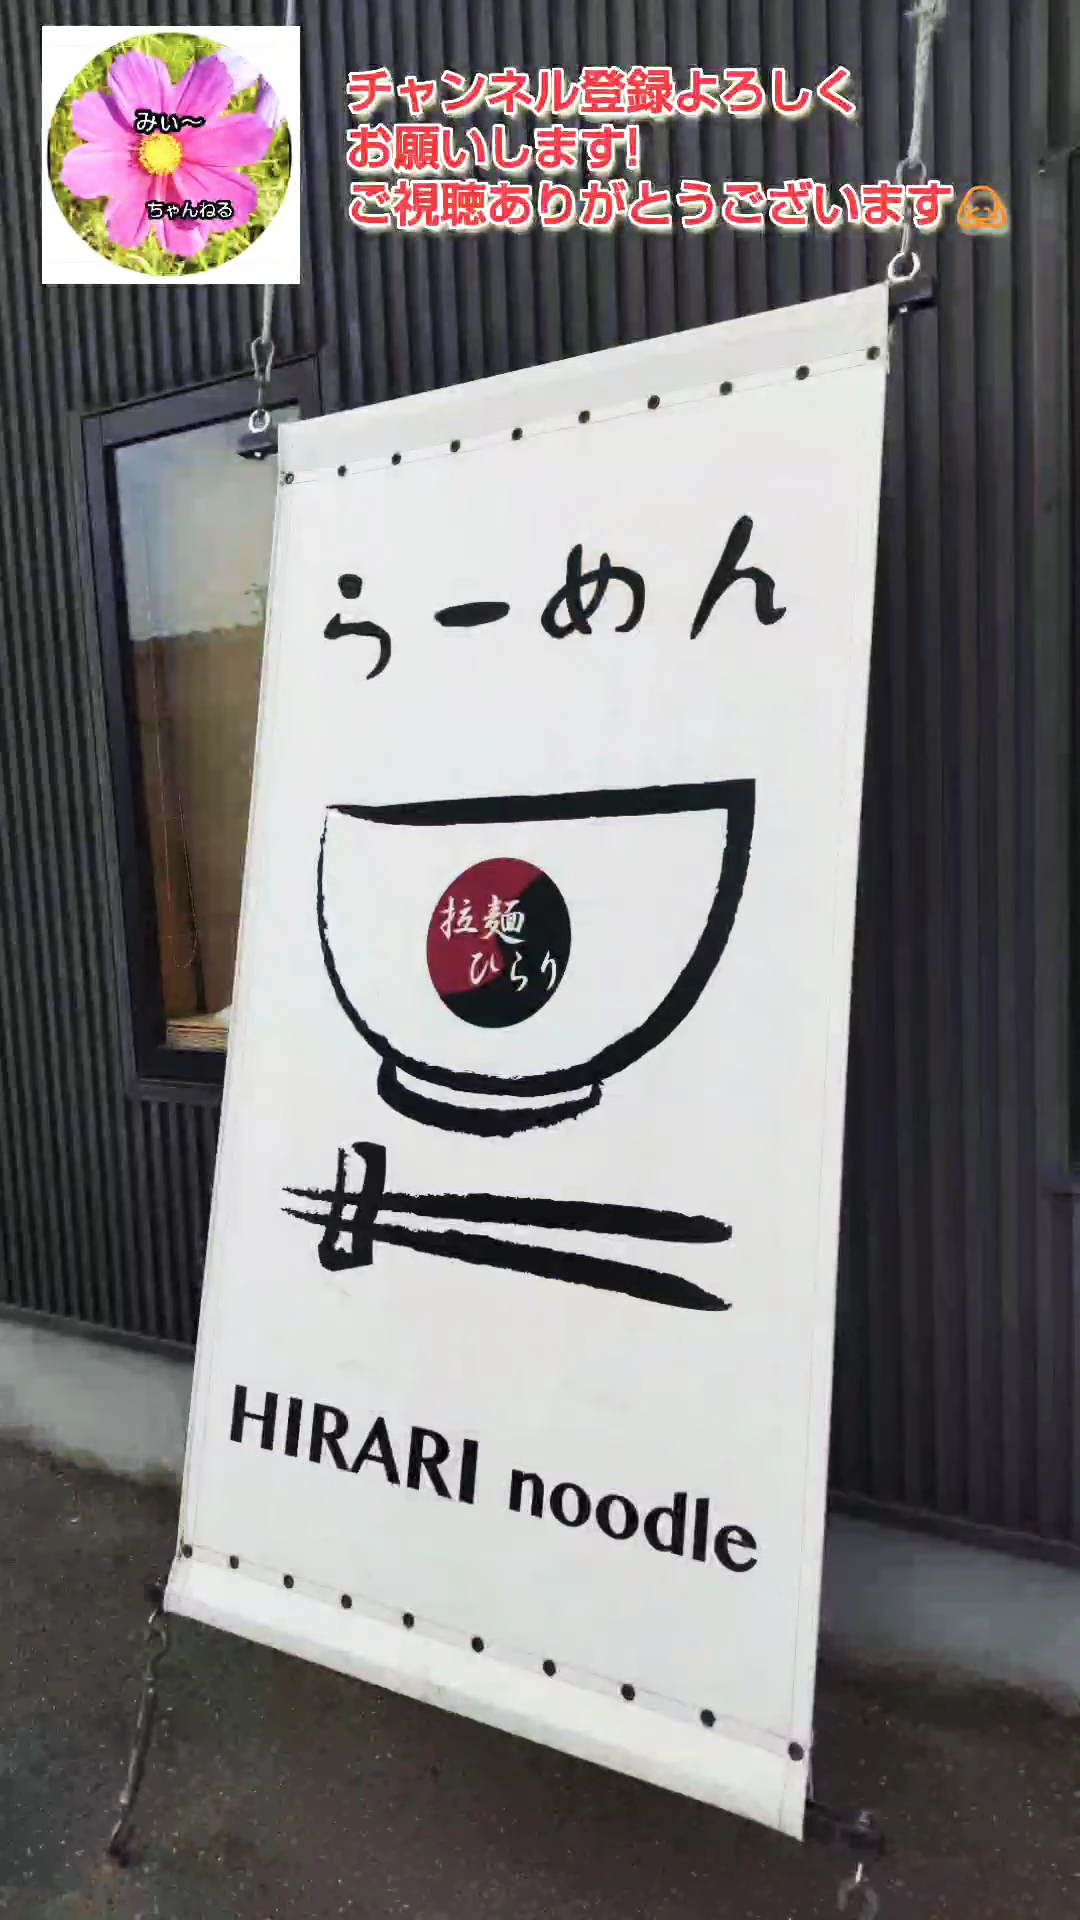 みぃ〜
ちゃんねる
チャンネル登録よろしく
お願いします!
ご視聴ありがとうございます🙇
らーめん
拉麺
ひらり
HIRARI noodle